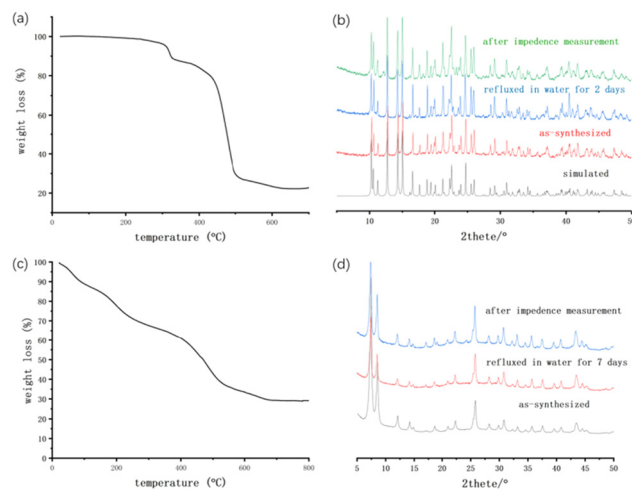 (a)
100
80
60
40
20
0
200
400
600
weight loss (%)
temperature (°C)
(b)
after impedence measurement
refluxed in water for 2 days
as-synthesized
simulated
10
20
30
40
50
2thete/°
(c)
100
90
80
70
60
50
40
30
20
10
0
0
200
400
600
800
weight loss (%)
temperature (°C)
(d)
after impedence measurement
refluxed in water for 7 days
as-synthesized
5
10
15
20
25
30
35
40
45
50
2thete/°